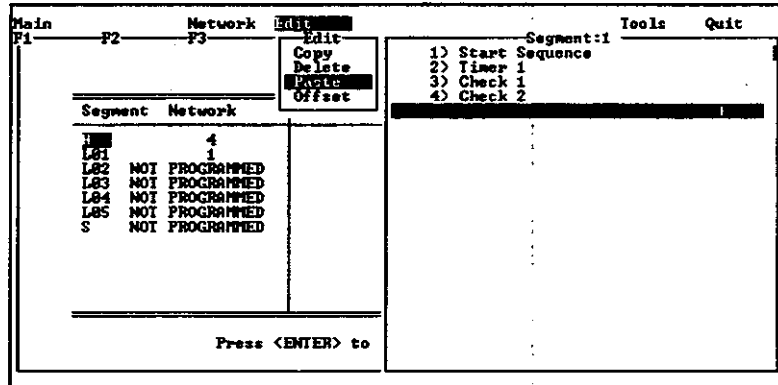 Main Network Edit Tools Quit
F1 F2 F3 Edit Segment:1
Copy
Delete
Paste
Offset
1) Start Sequence
2) Timer 1
3) Check 1
4) Check 2
Segment Network
4
L01 1
L02 NOT PROGRAMMED
L03 NOT PROGRAMMED
L04 NOT PROGRAMMED
L05 NOT PROGRAMMED
S NOT PROGRAMMED
Press <ENTER> to